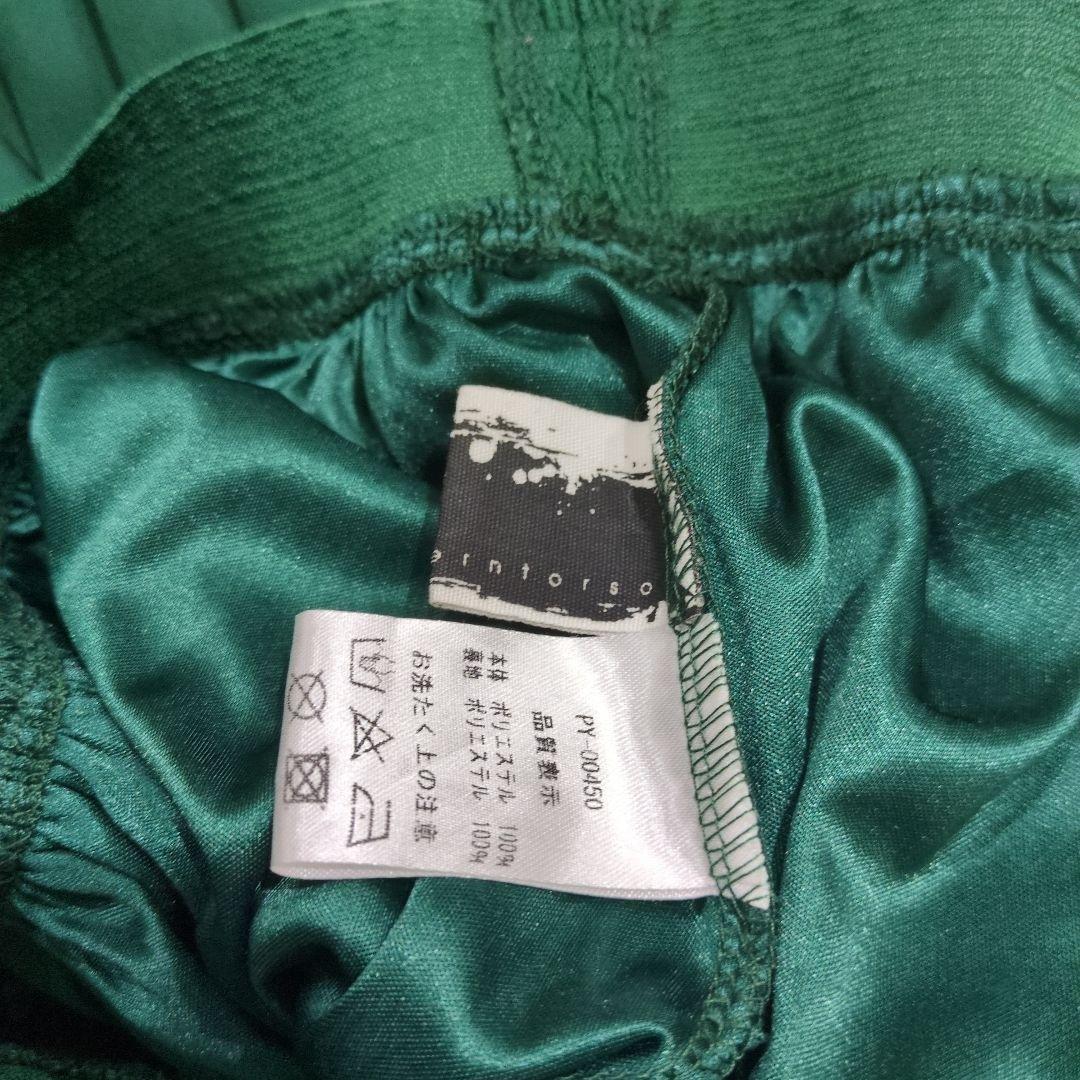 erntorso
PY-00450
品質表示
本体 ポリエステル 100%
裏地 ポリエステル 100%
お洗たく上の注意